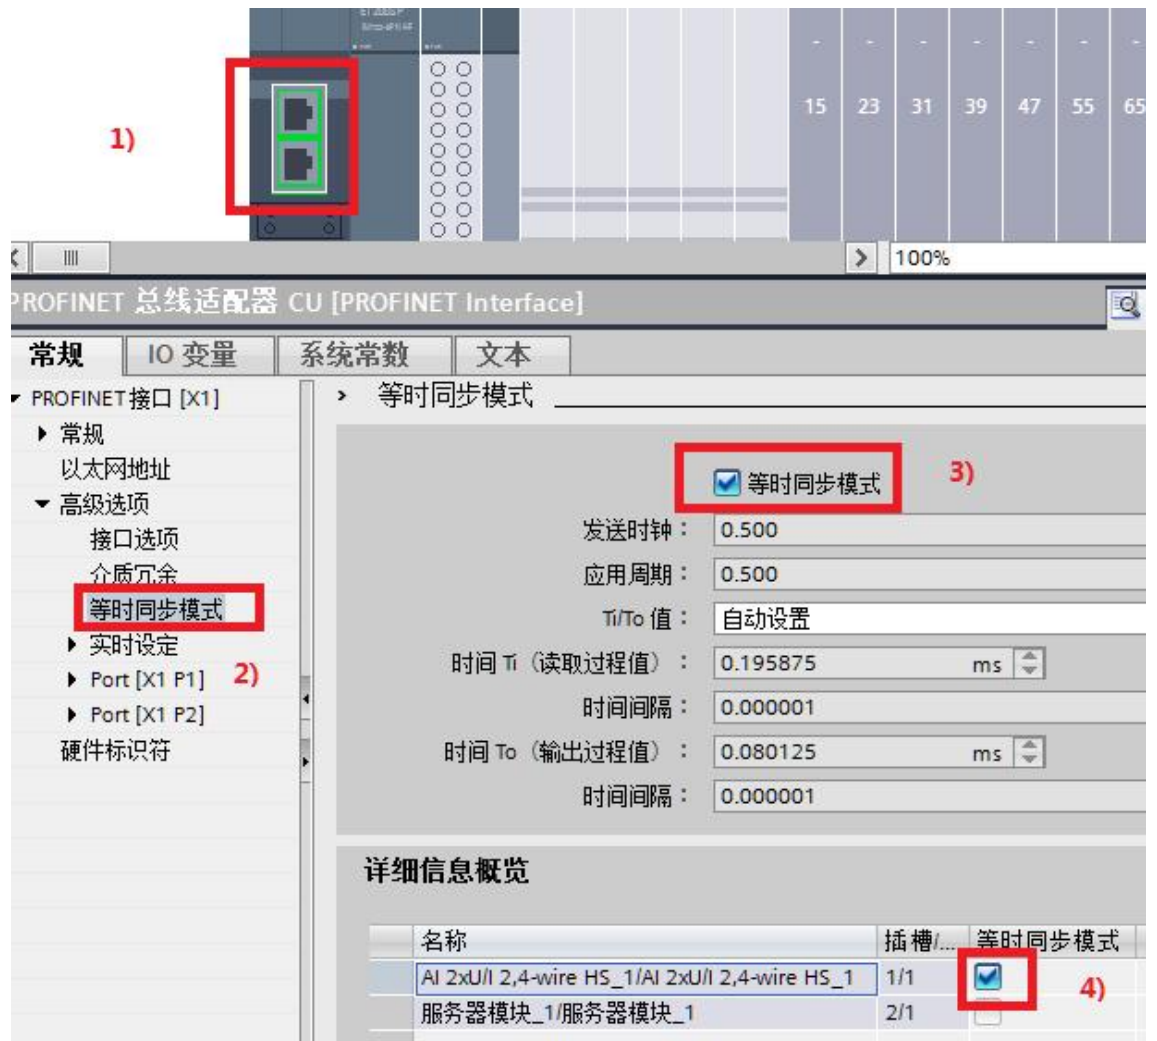 ET 200SP
1)
- - - - - - -
15 23 31 39 47 55 65
100%
PROFINET 总线适配器 CU [PROFINET Interface]
常规 IO 变量 系统常数 文本
PROFINET接口 [X1]
常规
以太网地址
高级选项
接口选项
介质冗余
等时同步模式
2)
实时设定
Port [X1 P1]
Port [X1 P2]
硬件标识符
等时同步模式
等时同步模式
3)
发送时钟： 0.500
应用周期： 0.500
Ti/To 值： 自动设置
时间 Ti（读取过程值）： 0.195875 ms
时间间隔： 0.000001
时间 To（输出过程值）： 0.080125 ms
时间间隔： 0.000001
详细信息概览
名称 插槽/... 等时同步模式
AI 2xU/I 2,4-wire HS_1/AI 2xU/I 2,4-wire HS_1 1/1
4)
服务器模块_1/服务器模块_1 2/1